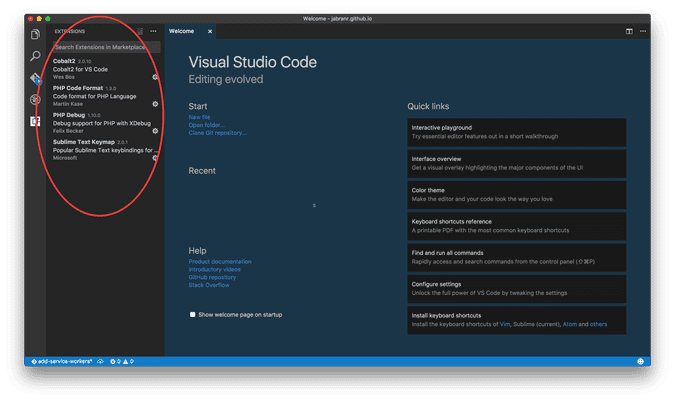 Welcome - jabranr.github.io
EXTENSIONS
Search Extensions in Marketplace
Cobalt2 2.0.10
Cobalt2 for VS Code
Wes Bos
PHP Code Format 1.3.0
Code format for PHP Language
Martin Kase
PHP Debug 1.10.0
Debug support for PHP with XDebug
Felix Becker
Sublime Text Keymap 2.0.1
Popular Sublime Text keybindings for ...
Microsoft
Welcome
Visual Studio Code
Editing evolved
Start
New file
Open folder...
Clone Git repository...
Recent
Help
Product documentation
Introductory videos
GitHub repository
Stack Overflow
Show welcome page on startup
Quick links
Interactive playground
Try essential editor features out in a short walkthrough
Interface overview
Get a visual overlay highlighting the major components of the UI
Color theme
Make the editor and your code look the way you love
Keyboard shortcuts reference
A printable PDF with the most common keyboard shortcuts
Find and run all commands
Rapidly access and search commands from the control panel (⇧⌘P)
Configure settings
Unlock the full power of VS Code by tweaking the settings
Install keyboard shortcuts
Install the keyboard shortcuts of Vim, Sublime (current), Atom and others
add-service-workers* 0 0